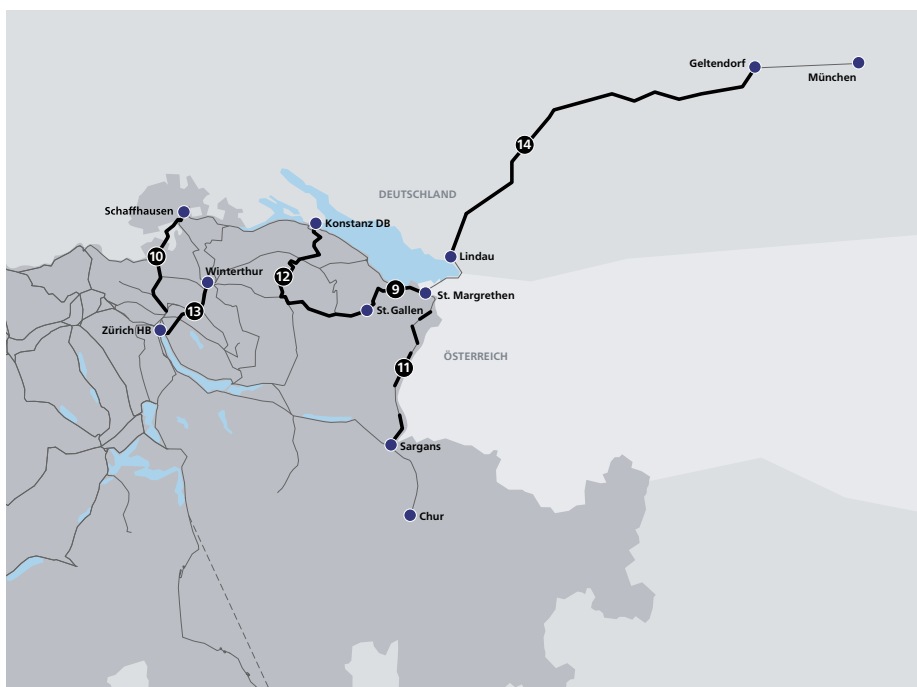 Geltendorf
München
14
DEUTSCHLAND
Schaffhausen
Konstanz DB
10
Lindau
Winterthur
12
9
St. Margrethen
13
St. Gallen
Zürich HB
ÖSTERREICH
11
Sargans
Chur